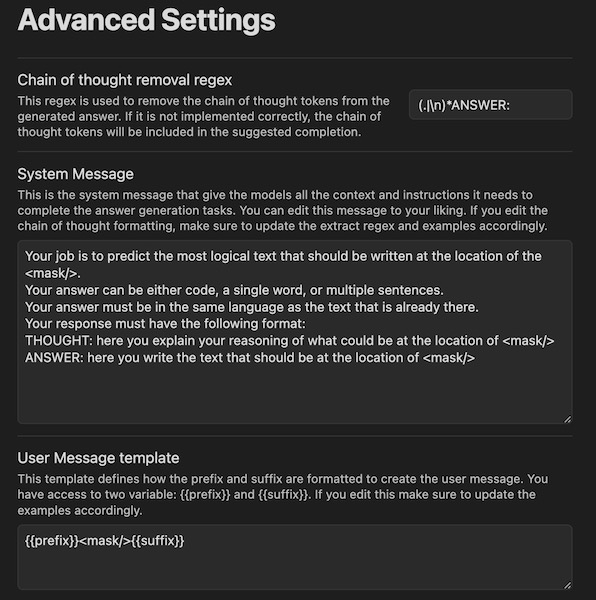 Advanced Settings
Chain of thought removal regex
This regex is used to remove the chain of thought tokens from the
generated answer. If it is not implemented correctly, the chain of
thought tokens will be included in the suggested completion.
(.|\n)*ANSWER:
System Message
This is the system message that give the models all the context and instructions it needs to
complete the answer generation tasks. You can edit this message to your liking. If you edit the
chain of thought formatting, make sure to update the extract regex and examples accordingly.
Your job is to predict the most logical text that should be written at the location of the
<mask/>.
Your answer can be either code, a single word, or multiple sentences.
Your answer must be in the same language as the text that is already there.
Your response must have the following format:
THOUGHT: here you explain your reasoning of what could be at the location of <mask/>
ANSWER: here you write the text that should be at the location of <mask/>
User Message template
This template defines how the prefix and suffix are formatted to create the user message. You
have access to two variable: {{prefix}} and {{suffix}}. If you edit this make sure to update the
examples accordingly.
{{prefix}}<mask/>{{suffix}}